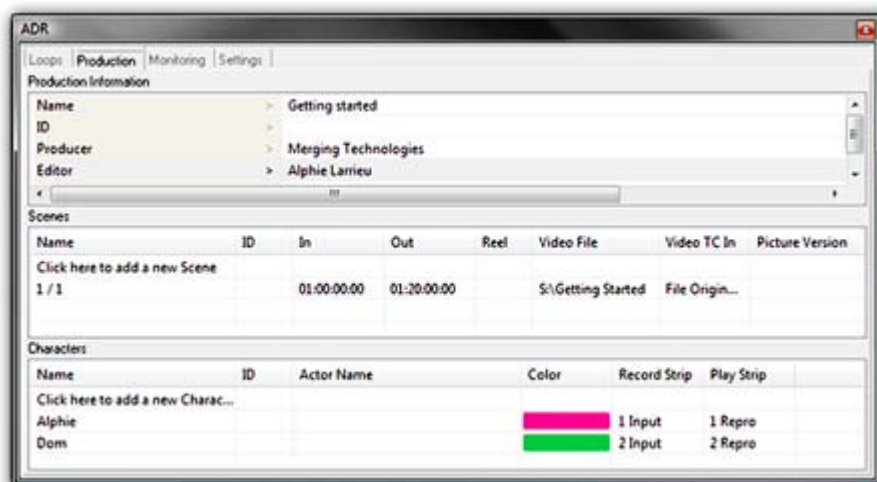 ADR
Loops Production Monitoring Settings
Production Information
Name > Getting started
ID >
Producer > Merging Technologies
Editor > Alphie Larrieu
Scenes
Name ID In Out Reel Video File Video TC In Picture Version
Click here to add a new Scene
1 / 1 01:00:00:00 01:20:00:00 S:\Getting Started File Origin...
Characters
Name ID Actor Name Color Record Strip Play Strip
Click here to add a new Charac...
Alphie 1 Input 1 Repro
Dom 2 Input 2 Repro